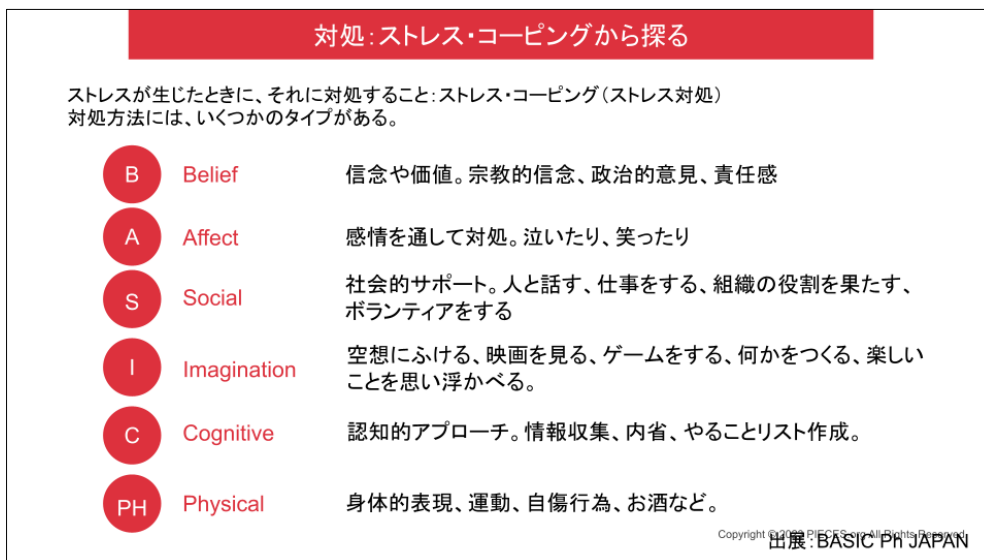 対処：ストレス・コーピングから探る
ストレスが生じたときに、それに対処すること：ストレス・コーピング（ストレス対処）
対処方法には、いくつかのタイプがある。
B Belief 信念や価値。宗教的信念、政治的意見、責任感
A Affect 感情を通して対処。泣いたり、笑ったり
S Social 社会的サポート。人と話す、仕事をする、組織の役割を果たす、
ボランティアをする
I Imagination 空想にふける、映画を見る、ゲームをする、何かをつくる、楽しい
ことを思い浮かべる。
C Cognitive 認知的アプローチ。情報収集、内省、やることリスト作成。
PH Physical 身体的表現、運動、自傷行為、お酒など。
Copyright © PIECES.org All Rights Reserved
出展：BASIC Ph JAPAN